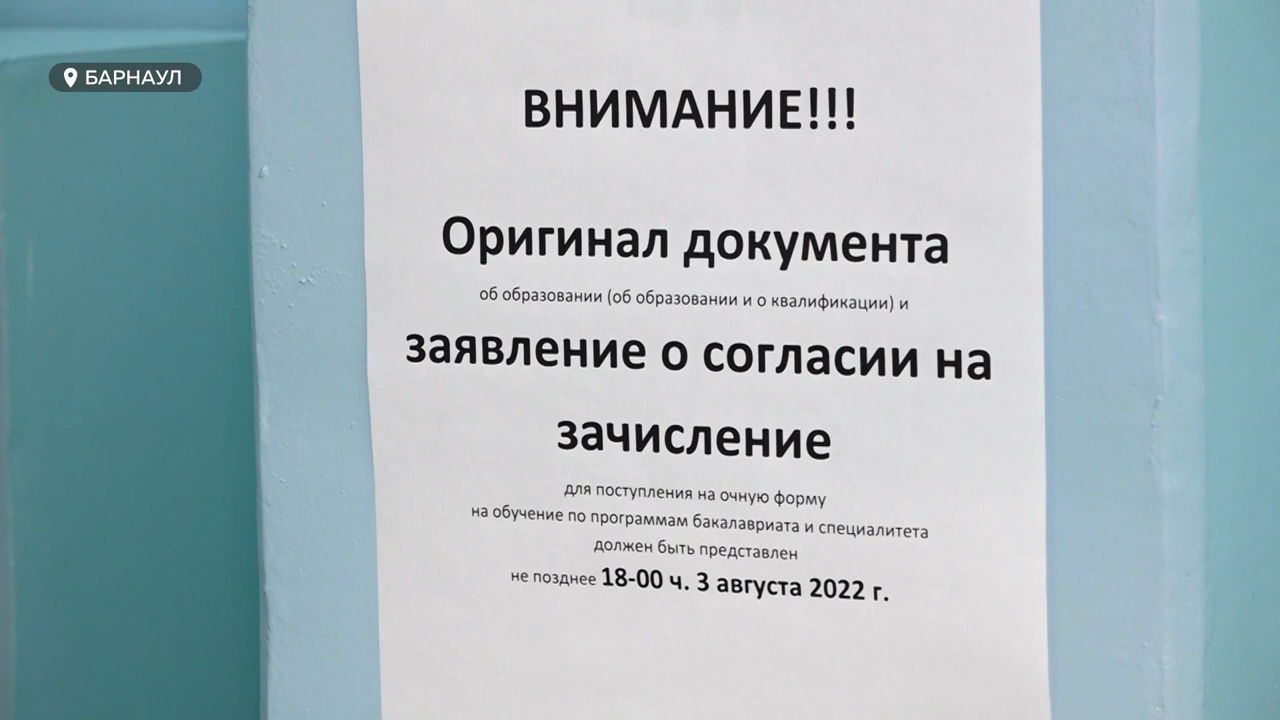 БАРНАУЛ
ВНИМАНИЕ!!!
Оригинал документа
об образовании (об образовании и о квалификации) и
заявление о согласии на
зачисление
для поступления на очную форму
на обучение по программам бакалавриата и специалитета
должен быть представлен
не позднее 18-00 ч. 3 августа 2022 г.